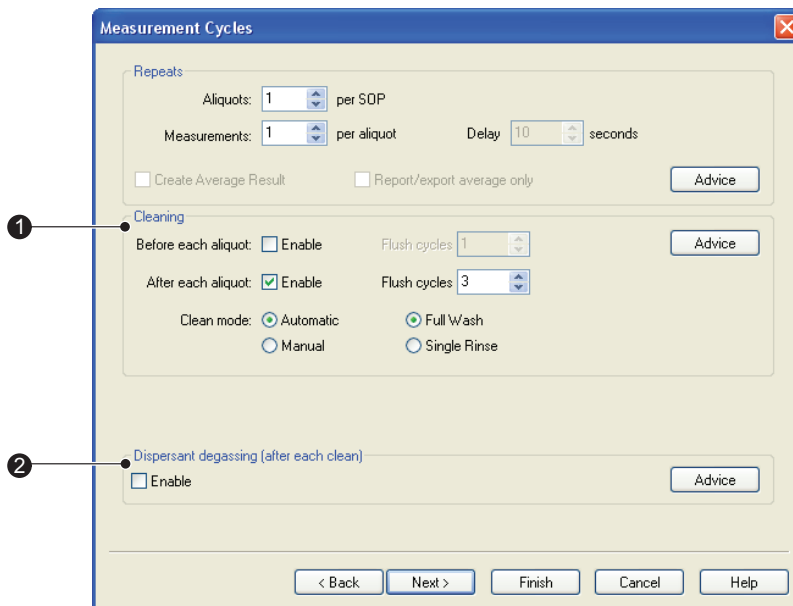 Measurement Cycles
Repeats
Aliquots: 1 per SOP
Measurements: 1 per aliquot Delay 10 seconds
Create Average Result Report/export average only Advice
1 Cleaning
Before each aliquot: Enable Flush cycles 1 Advice
After each aliquot: Enable Flush cycles 3
Clean mode: Automatic Full Wash
Manual Single Rinse
2 Dispersant degassing (after each clean)
Enable Advice
< Back Next > Finish Cancel Help